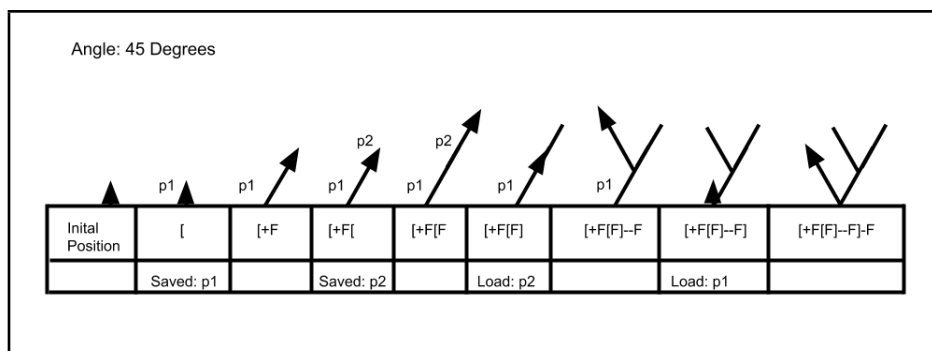 Angle: 45 Degrees
p2 p2
p1 p1 p1 p1 p1 p1
Inital Position [ [+F [+F[ [+F[F [+F[F] [+F[F]--F [+F[F]--F] [+F[F]--F]-F
Saved: p1 Saved: p2 Load: p2 Load: p1